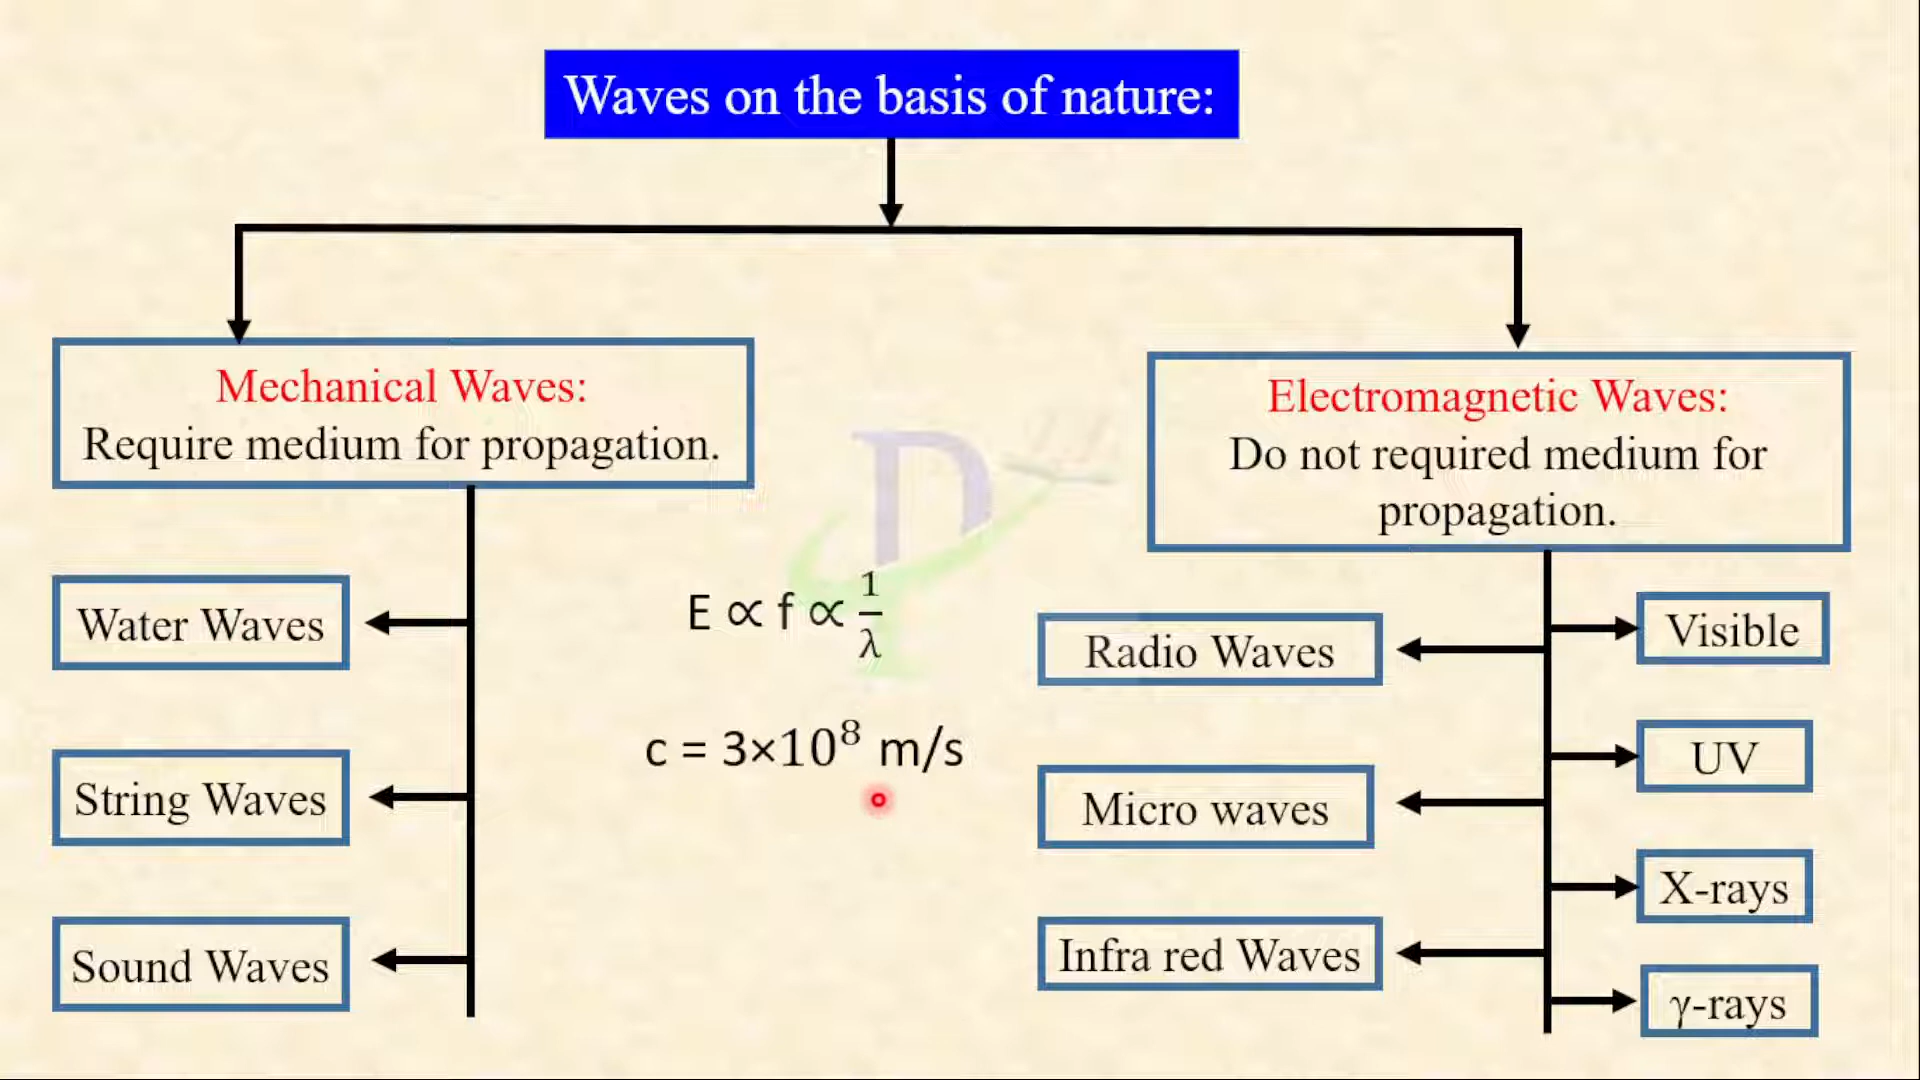 Waves on the basis of nature:
Mechanical Waves:
Require medium for propagation.
Water Waves
String Waves
Sound Waves
E ∝ f ∝ 1/λ
c = 3×10⁸ m/s
Electromagnetic Waves:
Do not required medium for
propagation.
Radio Waves
Micro waves
Infra red Waves
Visible
UV
X-rays
γ-rays